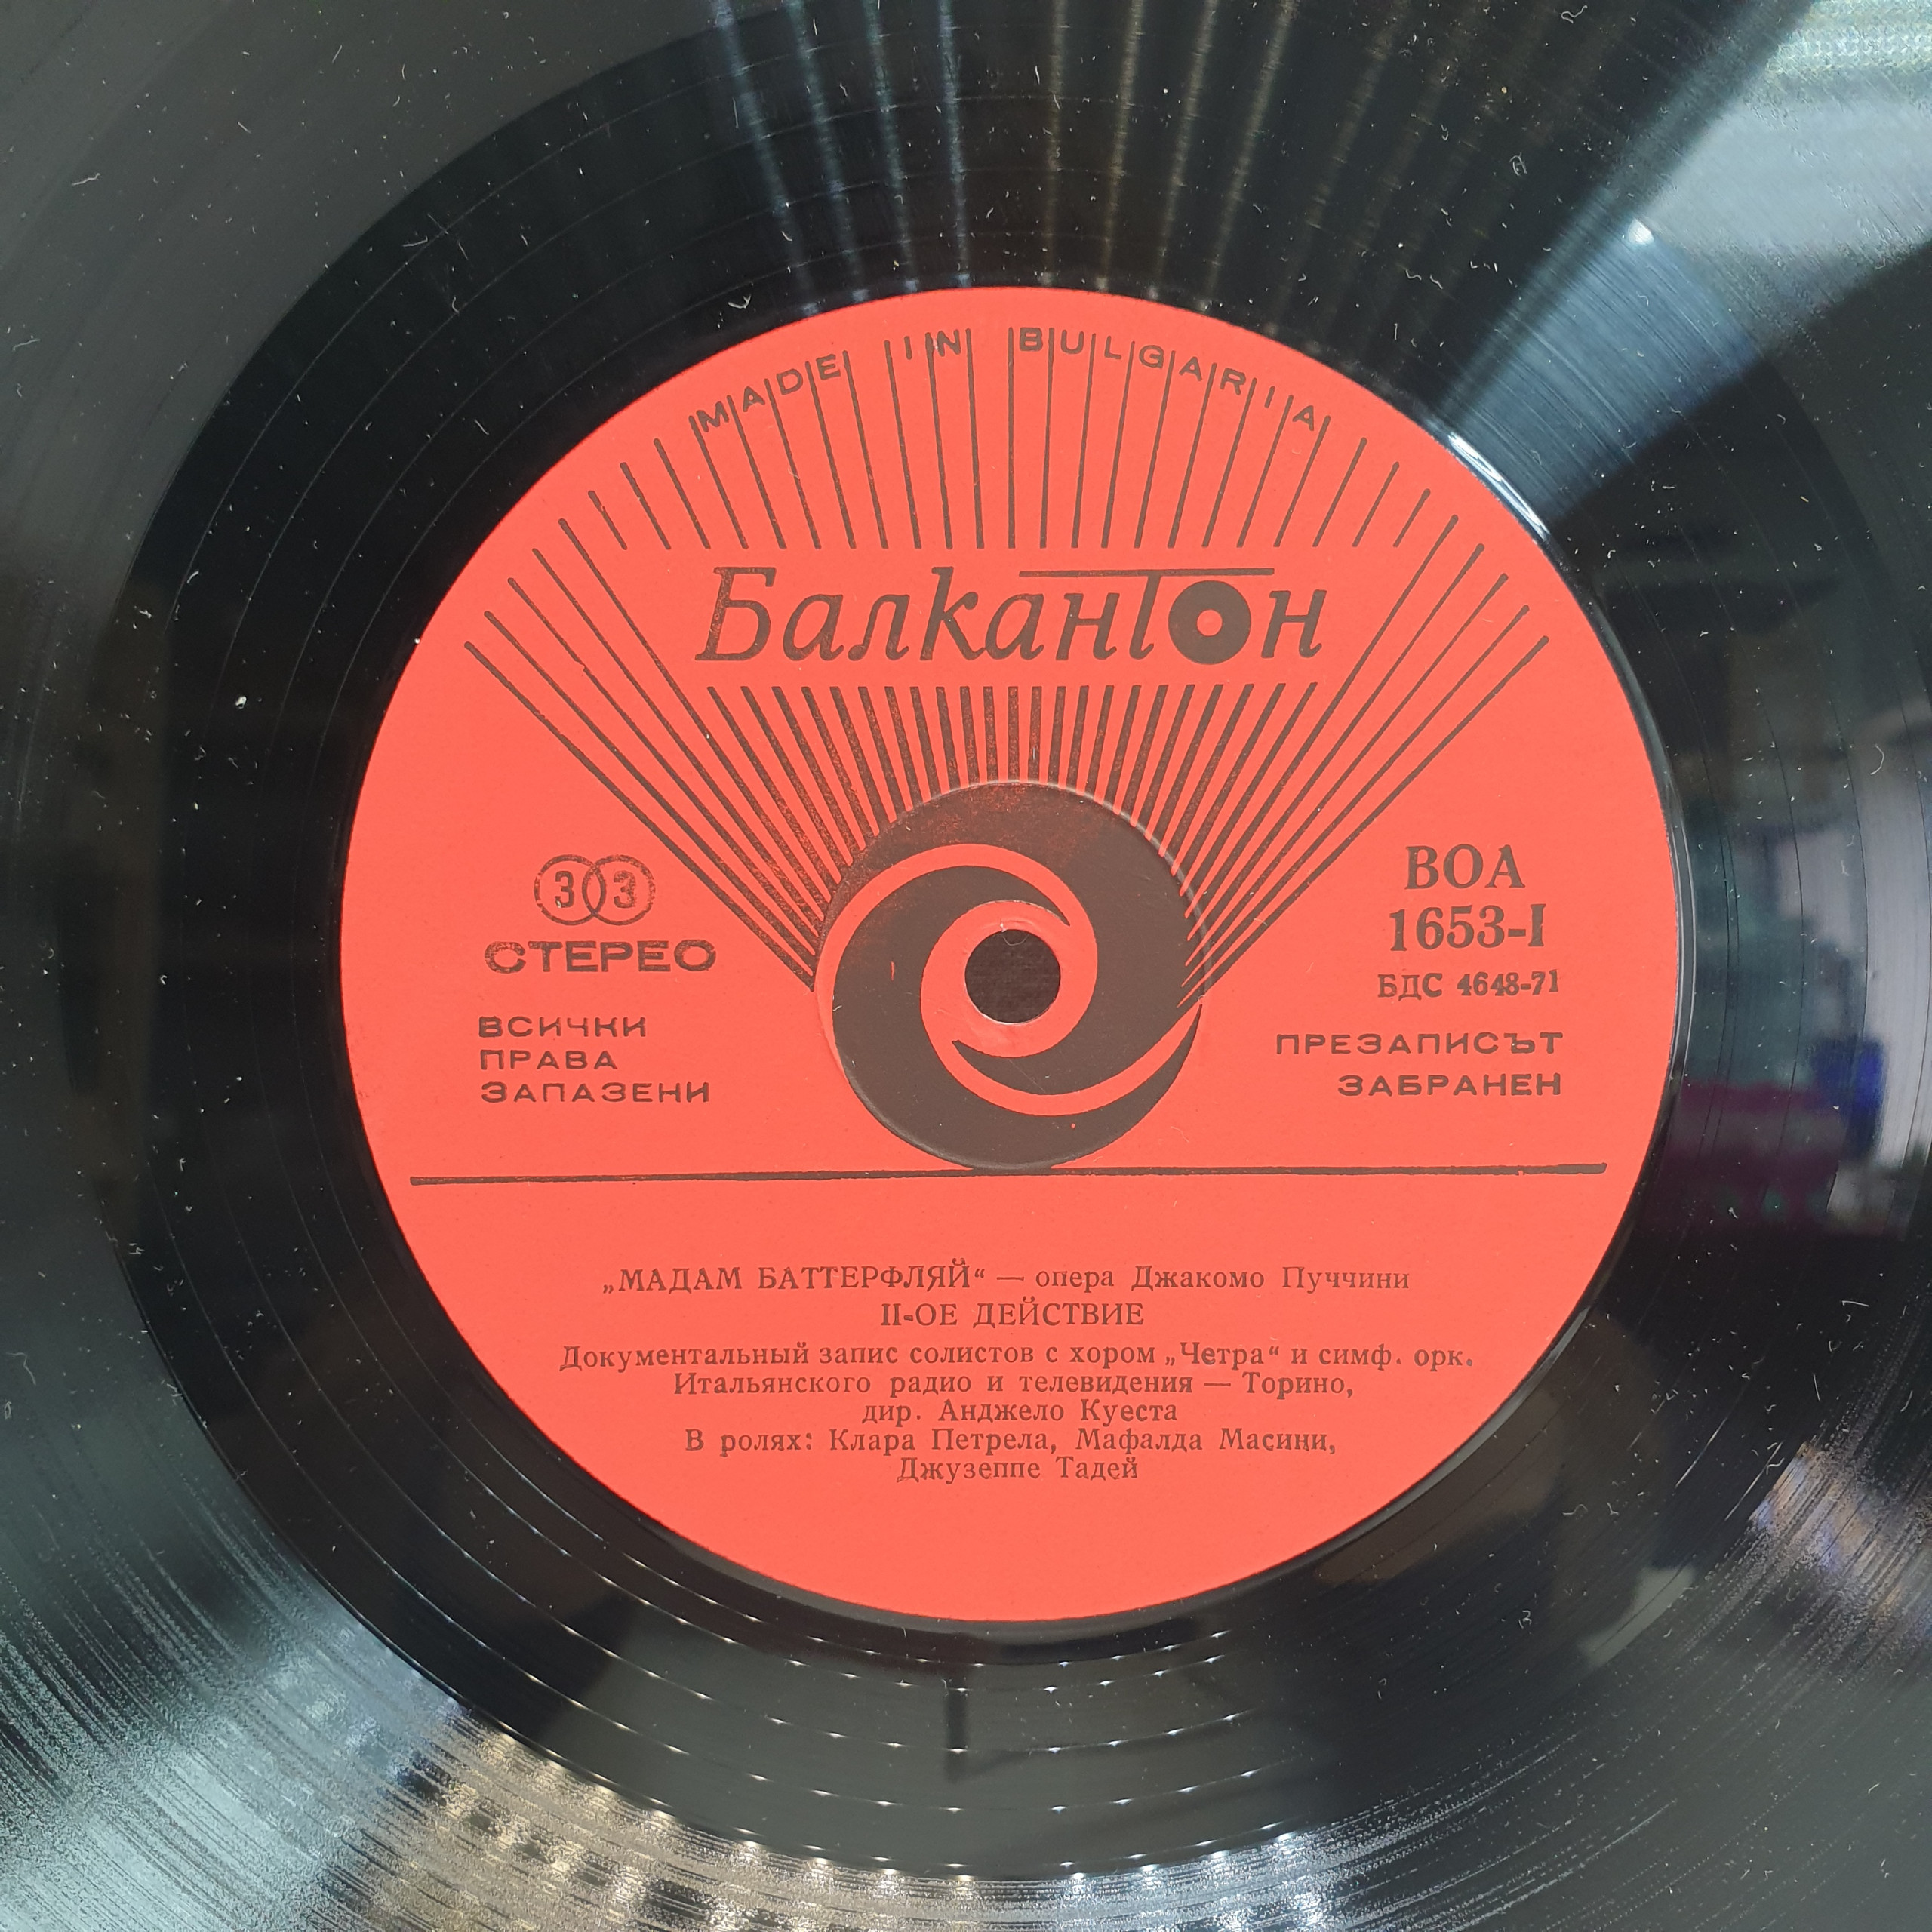 MADE IN BULGARIA
Балкантон
33
СТЕРЕО
ВСИЧКИ
ПРАВА
ЗАПАЗЕНИ
ВОА
1653-I
БДС 4648-71
ПРЕЗАПИСЪТ
ЗАБРАНЕН
„МАДАМ БАТТЕРФЛЯЙ“ — опера Джакомо Пуччини
II-ОЕ ДЕЙСТВИЕ
Документальный запис солистов с хором „Четра“ и симф. орк.
Итальянского радио и телевидения — Торино,
дир. Анджело Куеста
В ролях: Клара Петрела, Мафалда Масини,
Джузеппе Тадей